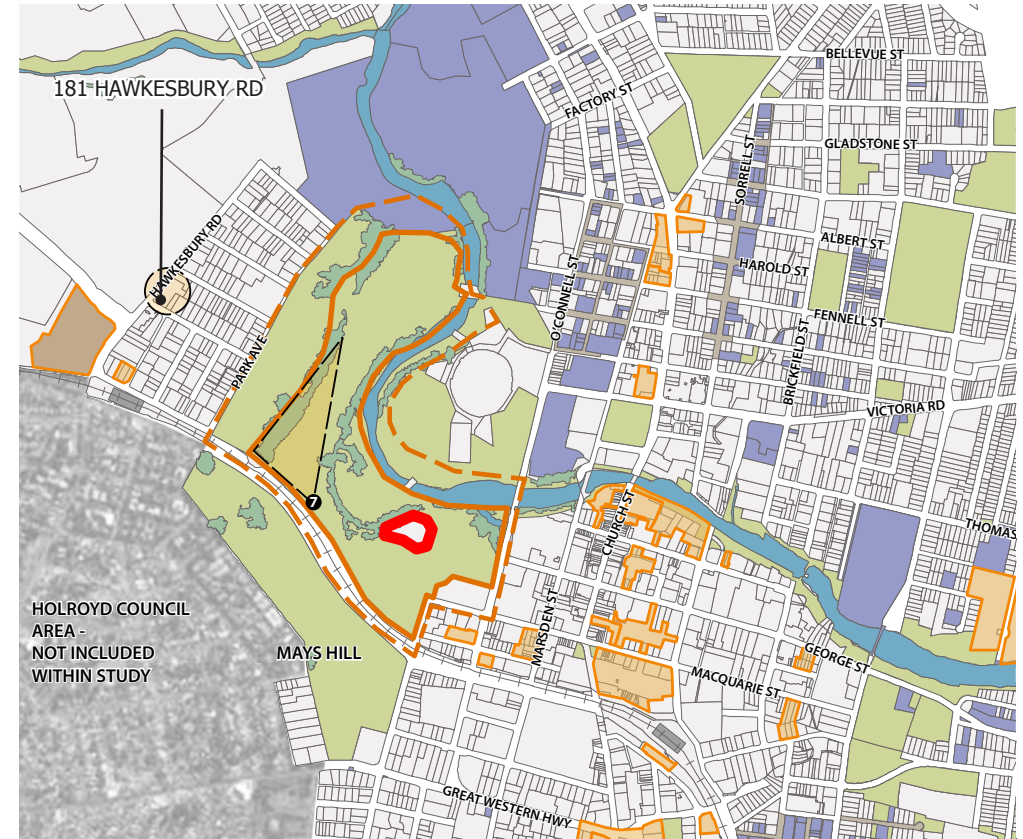 BELLEVUE ST
181 HAWKESBURY RD
FACTORY ST
GLADSTONE ST
SORRELL ST
HAWKESBURY RD
ALBERT ST
HAROLD ST
O'CONNELL ST
FENNELL ST
PARK AVE
BRICKFIELD ST
VICTORIA RD
7
CHURCH ST
THOMAS
HOLROYD COUNCIL
AREA -
NOT INCLUDED
WITHIN STUDY
MAYS HILL
MARSDEN ST
GEORGE ST
MACQUARIE ST
GREAT WESTERN HWY